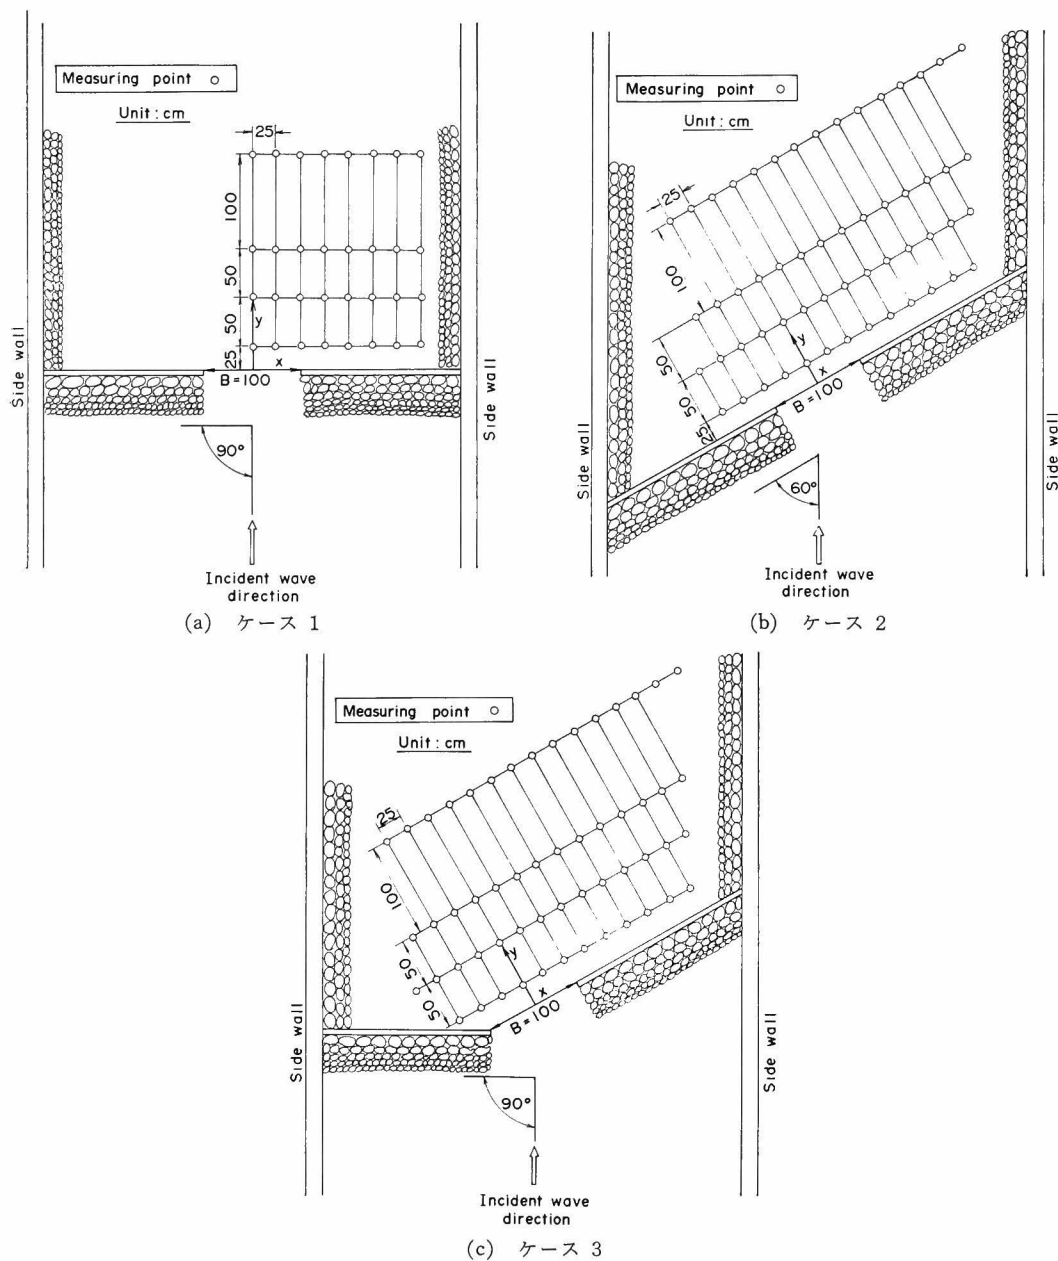 Measuring point
Unit : cm
25
100
50
50
25
y
x
B=100
90°
Side wall
Side wall
Incident wave
direction
(a) ケース 1
Measuring point
Unit : cm
25
100
50
50
25
y
x
B=100
60°
Side wall
Side wall
Incident wave
direction
(b) ケース 2
Measuring point
Unit : cm
25
100
50
50
y
x
B=100
90°
Side wall
Side wall
Incident wave
direction
(c) ケース 3